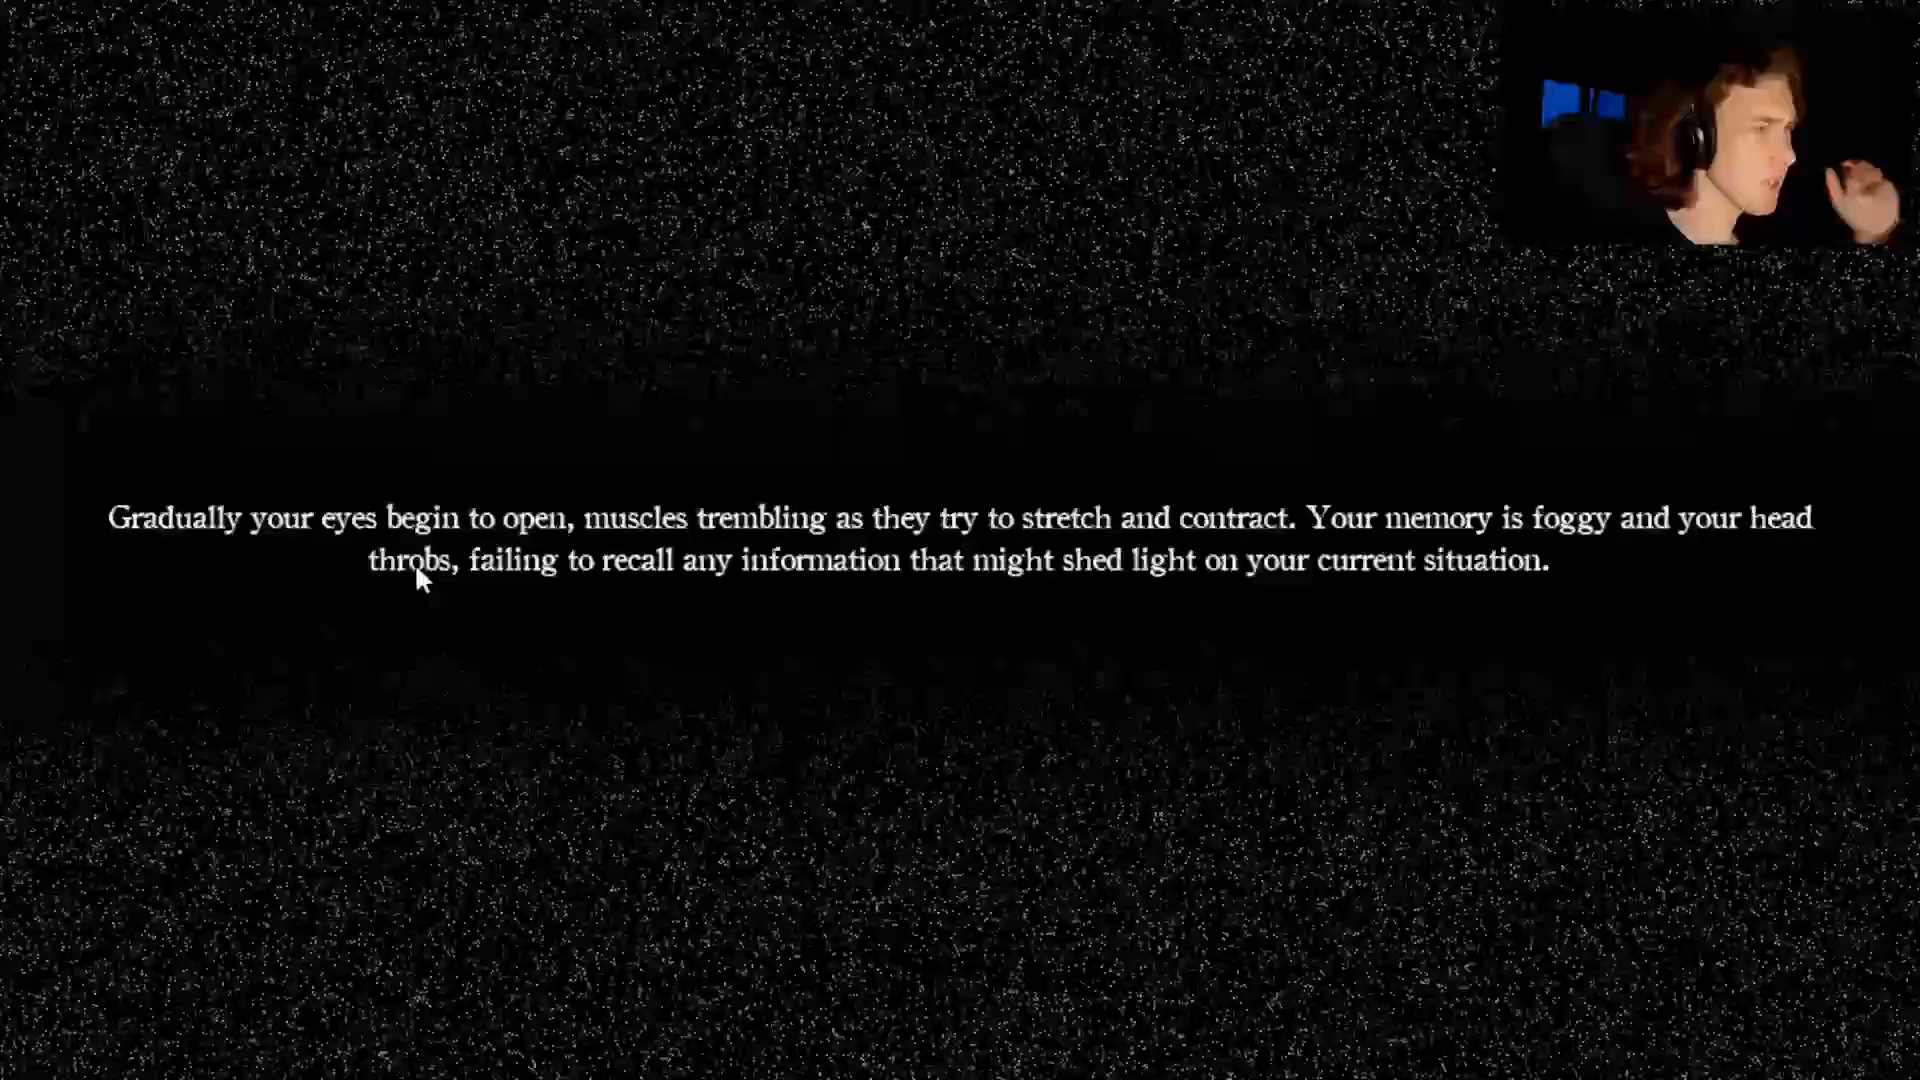 Gradually your eyes begin to open, muscles trembling as they try to stretch and contract. Your memory is foggy and your head
throbs, failing to recall any information that might shed light on your current situation.